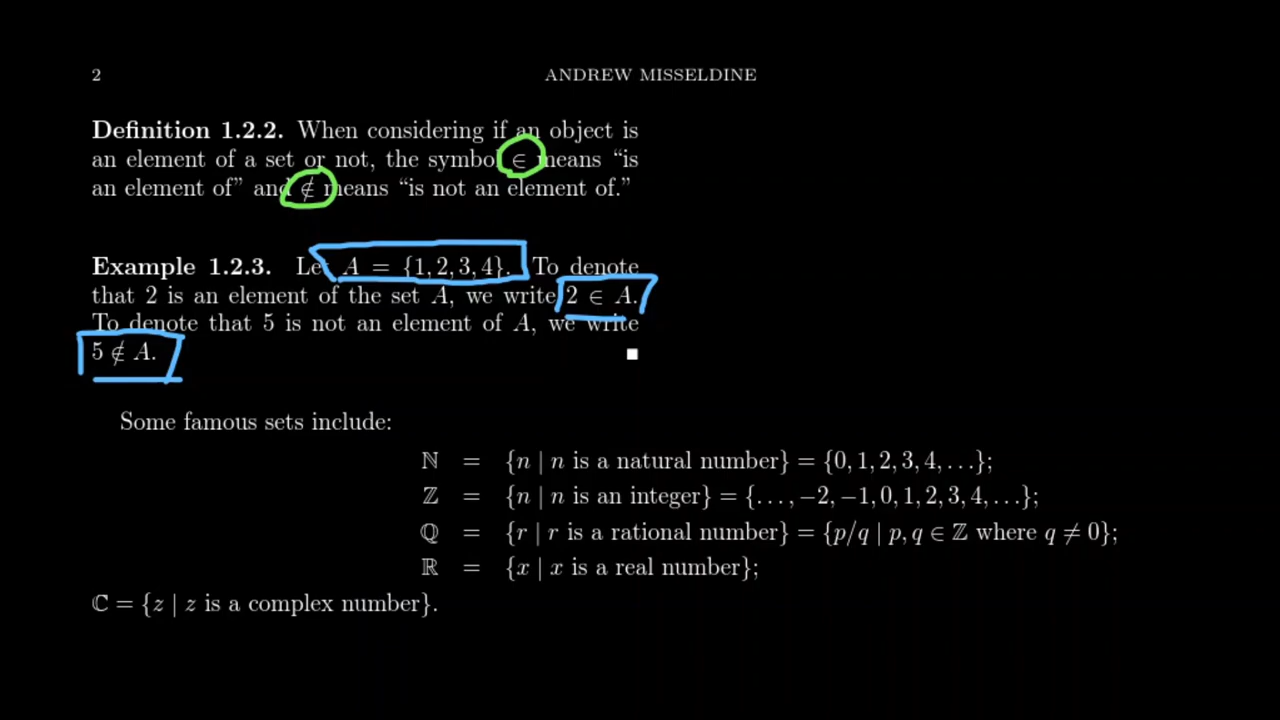 2 ANDREW MISSELDINE
Definition 1.2.2. When considering if an object is
an element of a set or not, the symbol ∈ means “is
an element of” and ∉ means “is not an element of.”
Example 1.2.3. Let A = {1, 2, 3, 4}. To denote
that 2 is an element of the set A, we write 2 ∈ A.
To denote that 5 is not an element of A, we write
5 ∉ A.
Some famous sets include:
ℕ = {n | n is a natural number} = {0, 1, 2, 3, 4, . . .};
ℤ = {n | n is an integer} = {. . . , −2, −1, 0, 1, 2, 3, 4, . . .};
ℚ = {r | r is a rational number} = {p/q | p, q ∈ ℤ where q ≠ 0};
ℝ = {x | x is a real number};
ℂ = {z | z is a complex number}.